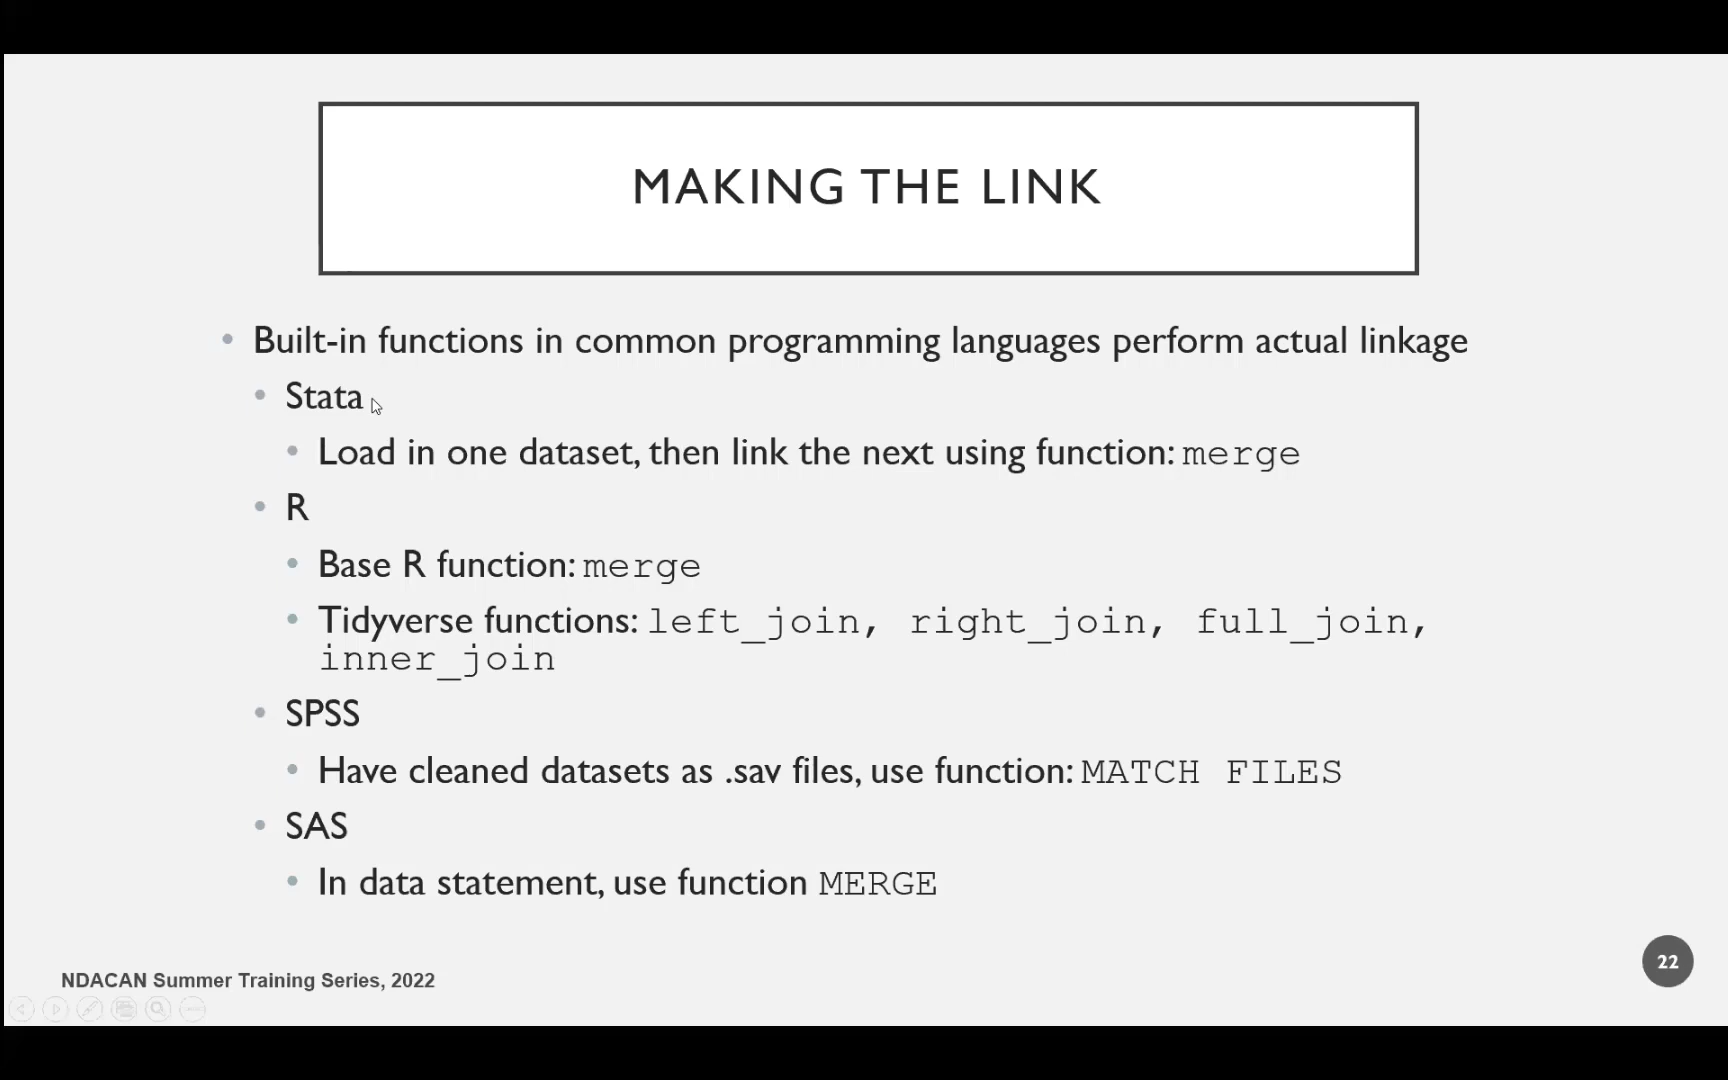 MAKING THE LINK
Built-in functions in common programming languages perform actual linkage
Stata
Load in one dataset, then link the next using function: merge
R
Base R function: merge
Tidyverse functions: left_join, right_join, full_join,
inner_join
SPSS
Have cleaned datasets as .sav files, use function: MATCH FILES
SAS
In data statement, use function MERGE
NDACAN Summer Training Series, 2022
22